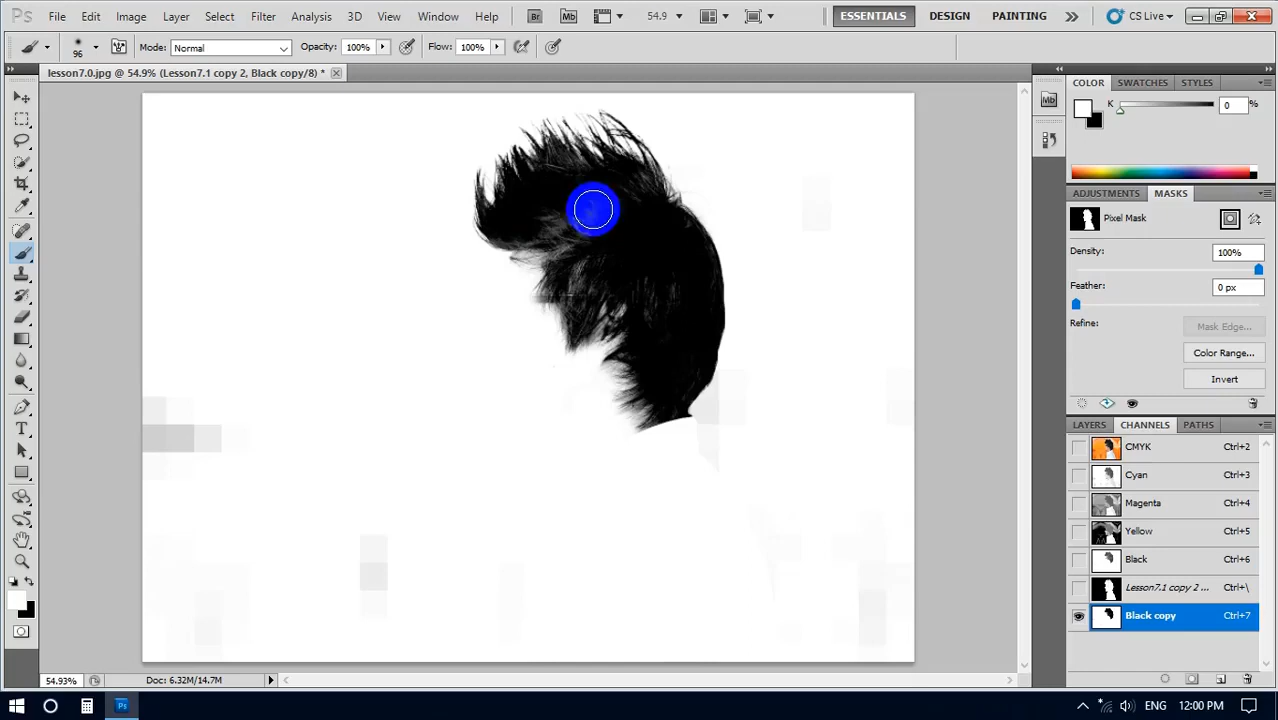 Ps File Edit Image Layer Select Filter Analysis 3D View Window Help Br Mb 54.9 ESSENTIALS DESIGN PAINTING CS Live
96 Mode: Normal Opacity: 100% Flow: 100%
lesson7.0.jpg @ 54.9% (Lesson7.1 copy 2, Black copy/8) *
COLOR SWATCHES STYLES
Mb
K 0 %
ADJUSTMENTS MASKS
Pixel Mask
Density: 100%
Feather: 0 px
Refine: Mask Edge...
Color Range...
Invert
LAYERS CHANNELS PATHS
CMYK Ctrl+2
Cyan Ctrl+3
Magenta Ctrl+4
Yellow Ctrl+5
Black Ctrl+6
Lesson7.1 copy 2 ... Ctrl+\
Black copy Ctrl+7
54.93% Doc: 6.32M/14.7M
Ps ENG 12:00 PM